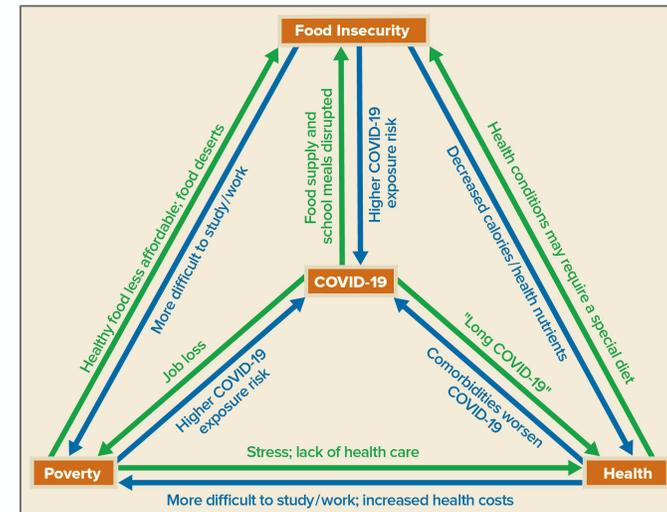 Food Insecurity
Healthy food less affordable; food deserts
More difficult to study/work
Food supply and
school meals disrupted
Higher COVID-19
exposure risk
Decreased calories/health nutrients
Health conditions may require a special diet
COVID-19
Job loss
Higher COVID-19
exposure risk
"Long COVID-19"
Comorbidities worsen
COVID-19
Poverty
Stress; lack of health care
Health
More difficult to study/work; increased health costs